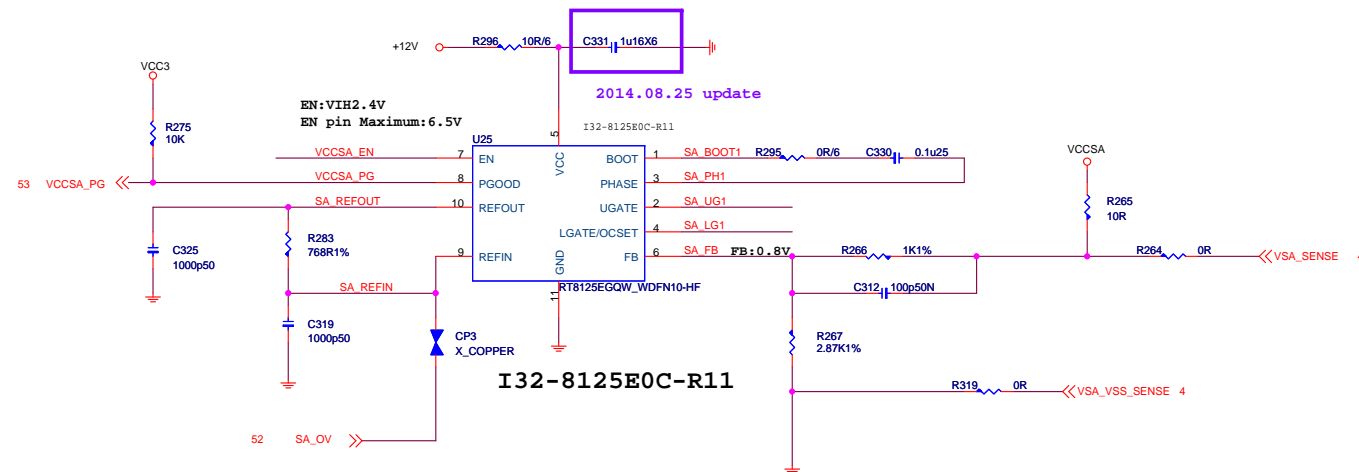 +12V
R296 10R/6
C331 1u16X6
2014.08.25 update
VCC3
R275
10K
EN:VIH2.4V
EN pin Maximum:6.5V
U25
I32-8125E0C-R11
5
VCC
VCCSA_EN 7 EN
BOOT 1 SA_BOOT1 R295 0R/6 C330 0.1u25
53 VCCSA_PG VCCSA_PG 8 PGOOD
PHASE 3 SA_PH1
SA_REFOUT 10 REFOUT
UGATE 2 SA_UG1
LGATE/OCSET 4 SA_LG1
VCCSA
R265
10R
C325
1000p50
R283
768R1%
9 REFIN
GND
11
FB 6 SA_FB FB:0.8V R266 1K1% R264 0R VSA_SENSE
RT8125EGQW_WDFN10-HF
SA_REFIN
C312 100p50N
C319
1000p50
CP3
X_COPPER
R267
2.87K1%
I32-8125E0C-R11
R319 0R VSA_VSS_SENSE 4
52 SA_OV